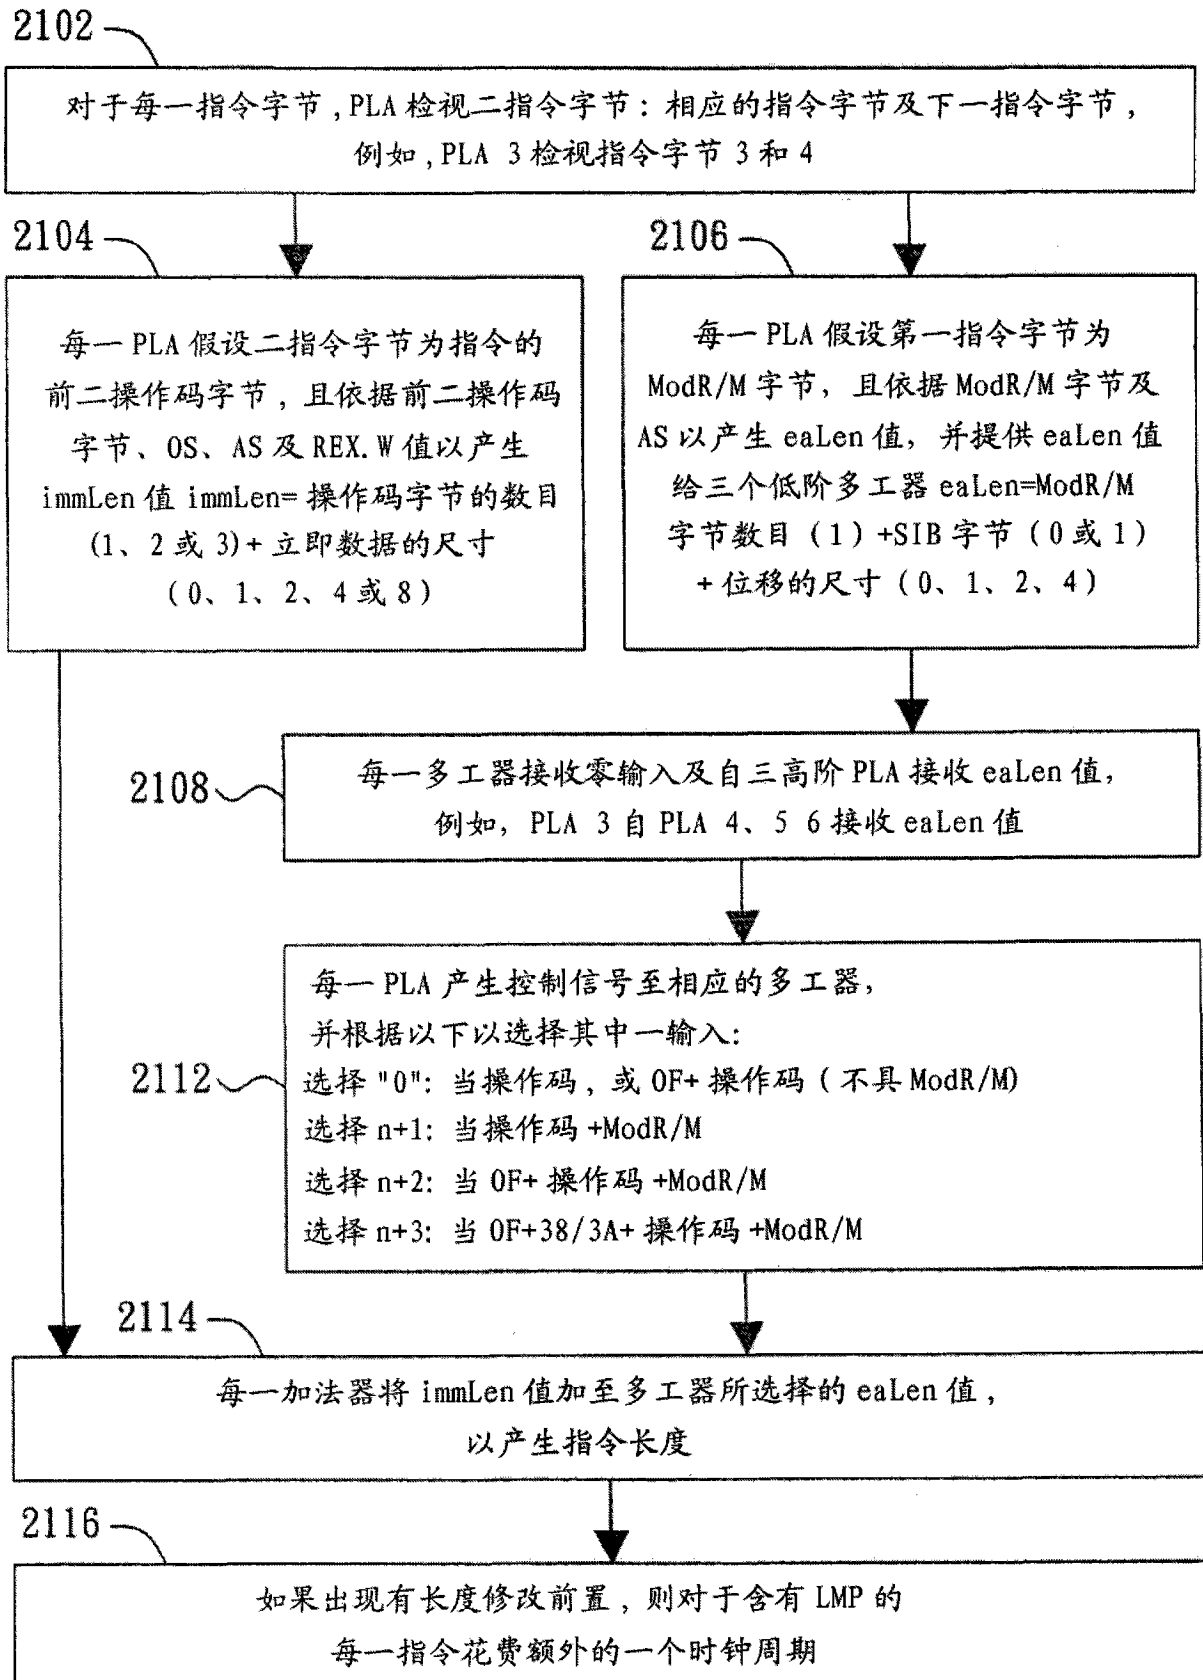 2102
对于每一指令字节,PLA 检视二指令字节: 相应的指令字节及下一指令字节,
例如,PLA 3 检视指令字节 3 和 4
2104
每一 PLA 假设二指令字节为指令的
前二操作码字节, 且依据前二操作码
字节、OS、AS 及 REX.W 值以产生
immLen 值 immLen= 操作码字节的数目
(1、2 或 3)+ 立即数据的尺寸
(0、1、2、4 或 8)
2106
每一 PLA 假设第一指令字节为
ModR/M 字节, 且依据 ModR/M 字节及
AS 以产生 eaLen 值, 并提供 eaLen 值
给三个低阶多工器 eaLen=ModR/M
字节数目 (1) +SIB 字节 (0 或 1)
+ 位移的尺寸 (0、1、2、4)
2108
每一多工器接收零输入及自三高阶 PLA 接收 eaLen 值,
例如, PLA 3 自 PLA 4、5 6 接收 eaLen 值
2112
每一 PLA 产生控制信号至相应的多工器,
并根据以下以选择其中一输入:
选择 "0": 当操作码, 或 0F+ 操作码 (不具 ModR/M)
选择 n+1: 当操作码 +ModR/M
选择 n+2: 当 0F+ 操作码 +ModR/M
选择 n+3: 当 0F+38/3A+ 操作码 +ModR/M
2114
每一加法器将 immLen 值加至多工器所选择的 eaLen 值,
以产生指令长度
2116
如果出现有长度修改前置, 则对于含有 LMP 的
每一指令花费额外的一个时钟周期